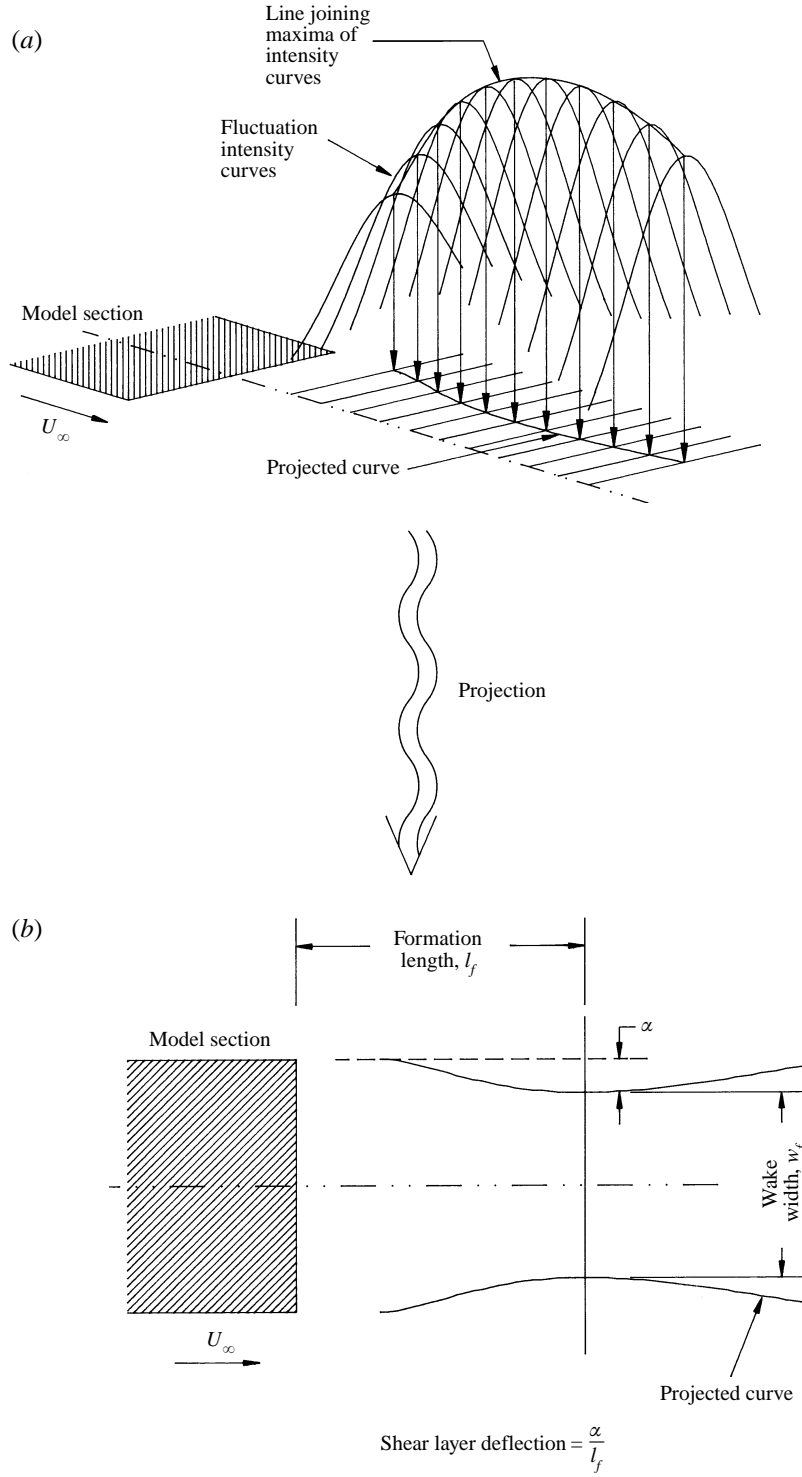 (a)
Line joining
maxima of
intensity
curves
Fluctuation
intensity
curves
Model section
U∞
Projected curve
Projection
(b)
Formation
length, l_f
α
Model section
Wake
width, w_f
U∞
Projected curve
Shear layer deflection = α/l_f